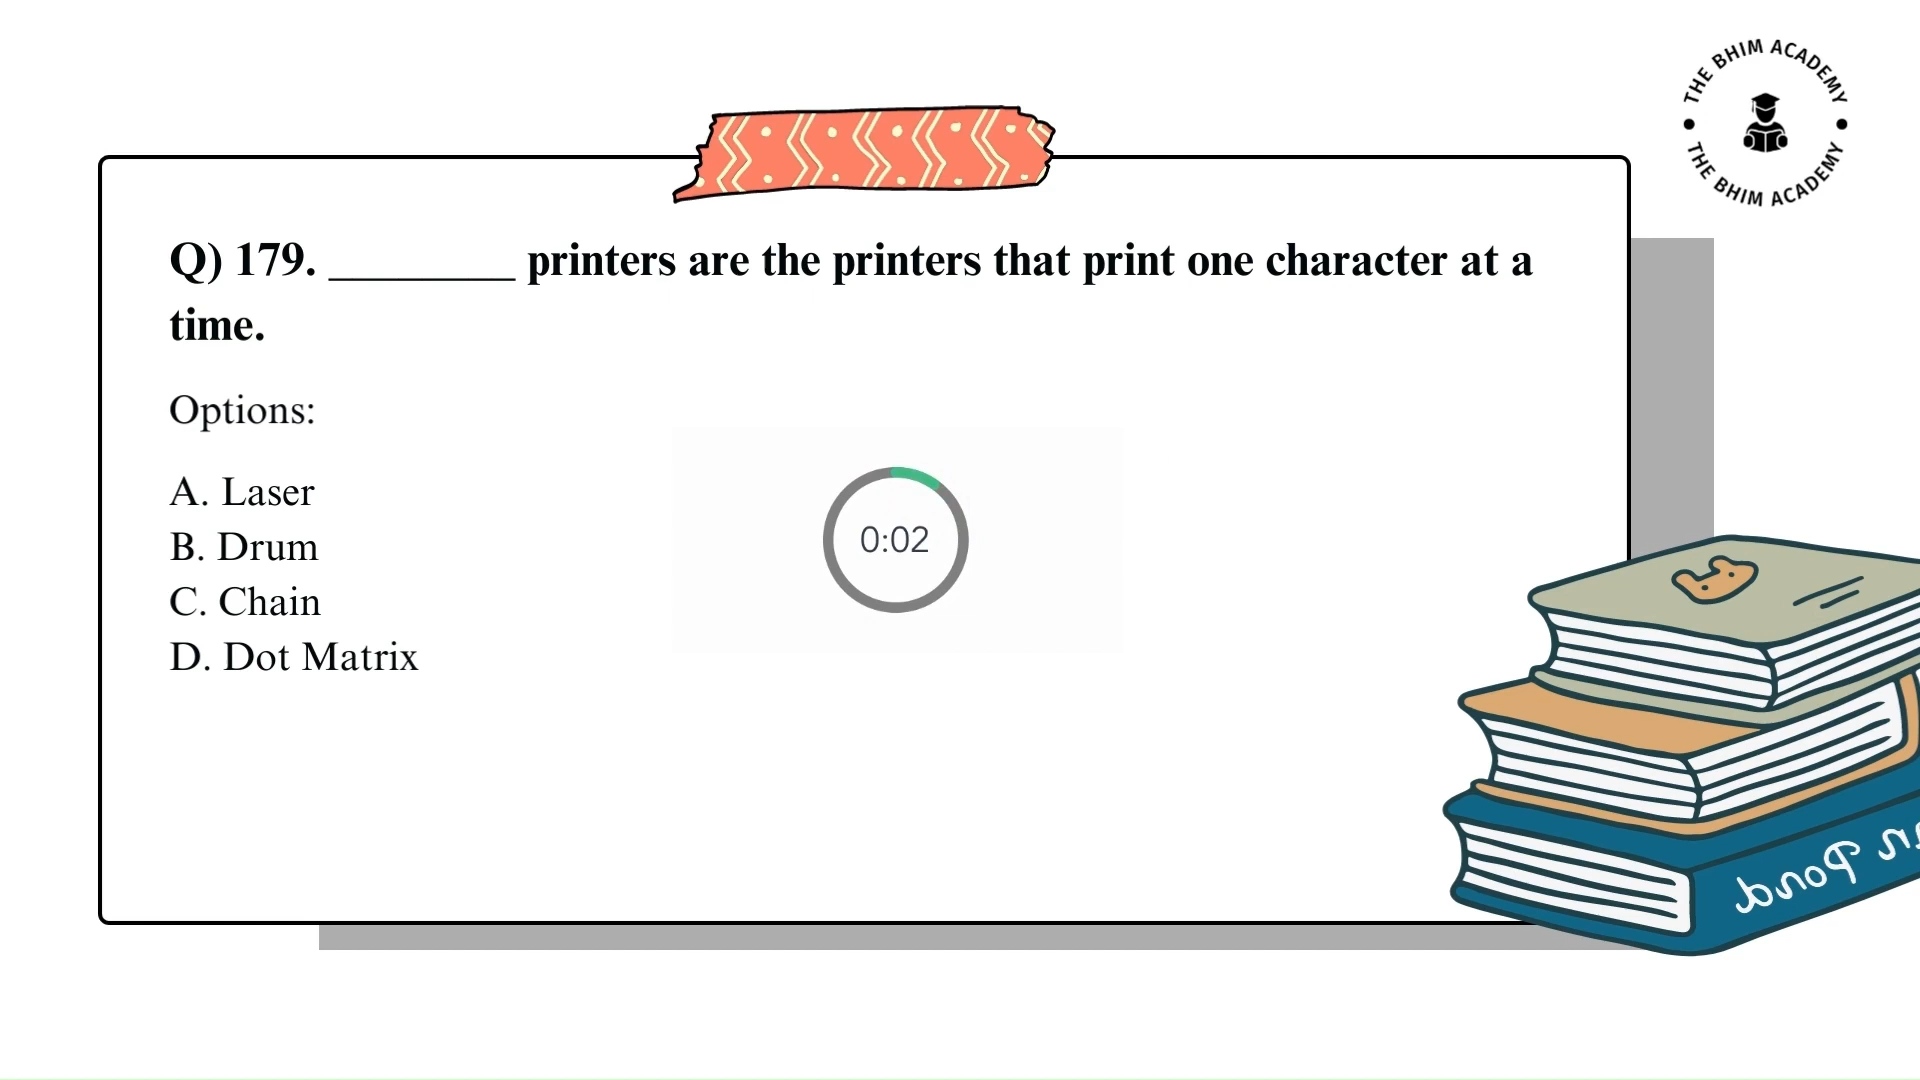 THE BHIM ACADEMY
THE BHIM ACADEMY
Q) 179. ________ printers are the printers that print one character at a
time.
Options:
A. Laser
0:02
B. Drum
C. Chain
D. Dot Matrix
Pond